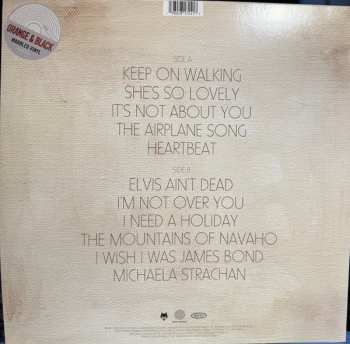 ORANGE & BLACK
MARBLED VINYL
SIDE A
KEEP ON WALKING
SHE'S SO LOVELY
IT'S NOT ABOUT YOU
THE AIRPLANE SONG
HEARTBEAT
SIDE B
ELVIS AIN'T DEAD
I'M NOT OVER YOU
I NEED A HOLIDAY
THE MOUNTAINS OF NAVAHO
I WISH I WAS JAMES BOND
MICHAELA STRACHAN